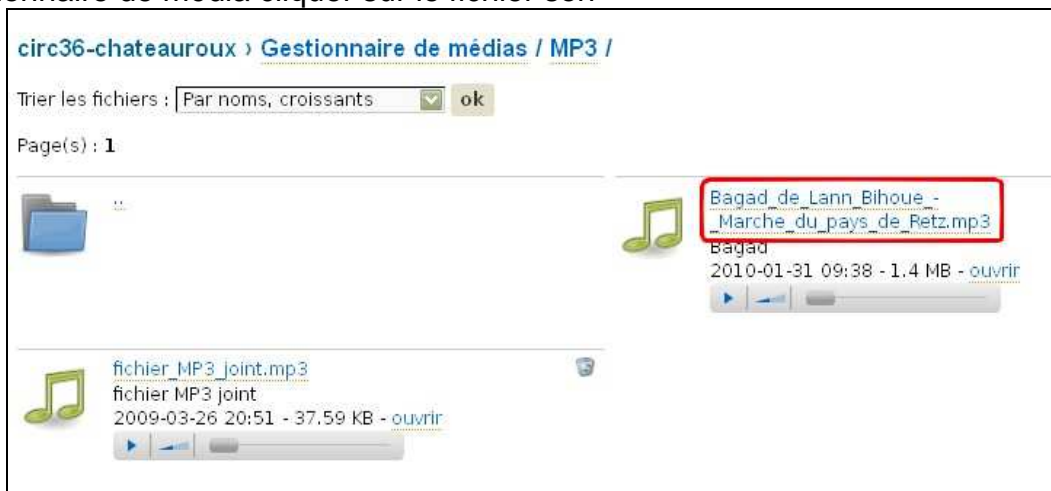 circ36-chateauroux › Gestionnaire de médias / MP3 /
Trier les fichiers : Par noms, croissants ok
Page(s) : 1
..
Bagad_de_Lann_Bihoue_-
_Marche_du_pays_de_Retz.mp3
Bagad
2010-01-31 09:38 - 1.4 MB - ouvrir
fichier_MP3_joint.mp3
fichier MP3 joint
2009-03-26 20:51 - 37.59 KB - ouvrir